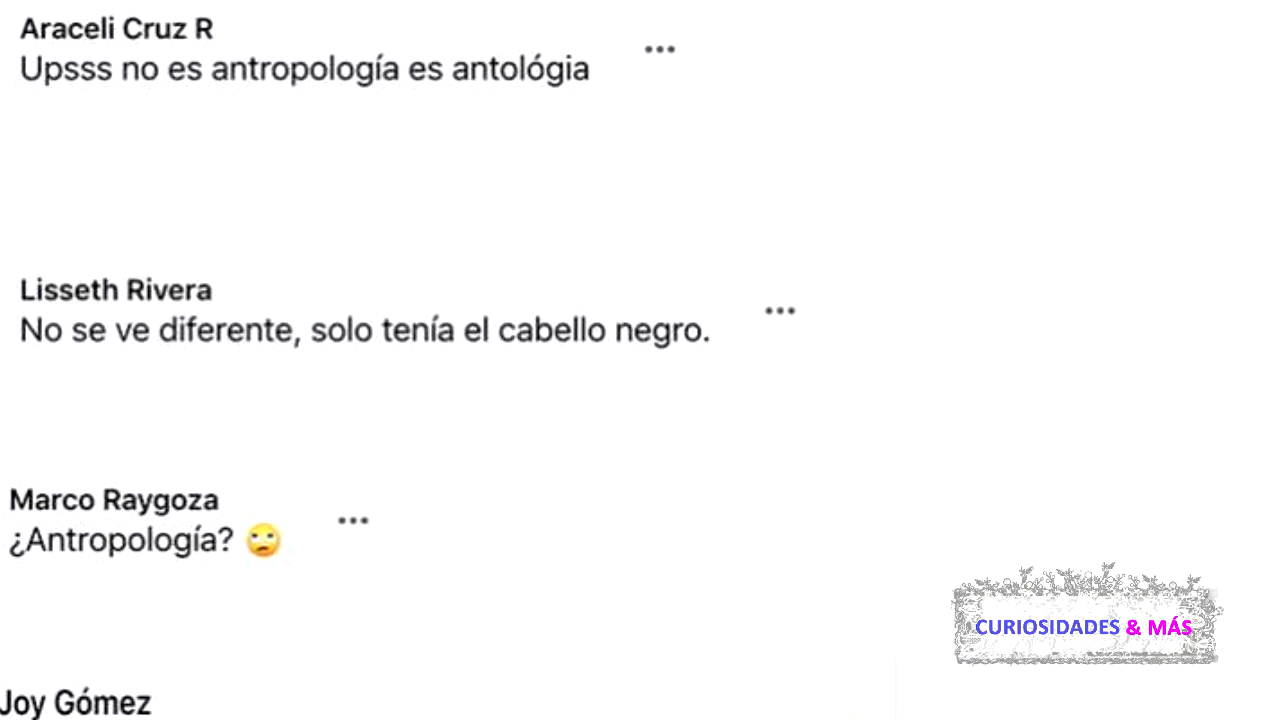 Araceli Cruz R
Upsss no es antropología es antológia
Lisseth Rivera
No se ve diferente, solo tenía el cabello negro.
Marco Raygoza
¿Antropología? 🙄
CURIOSIDADES & MÁS
Joy Gómez